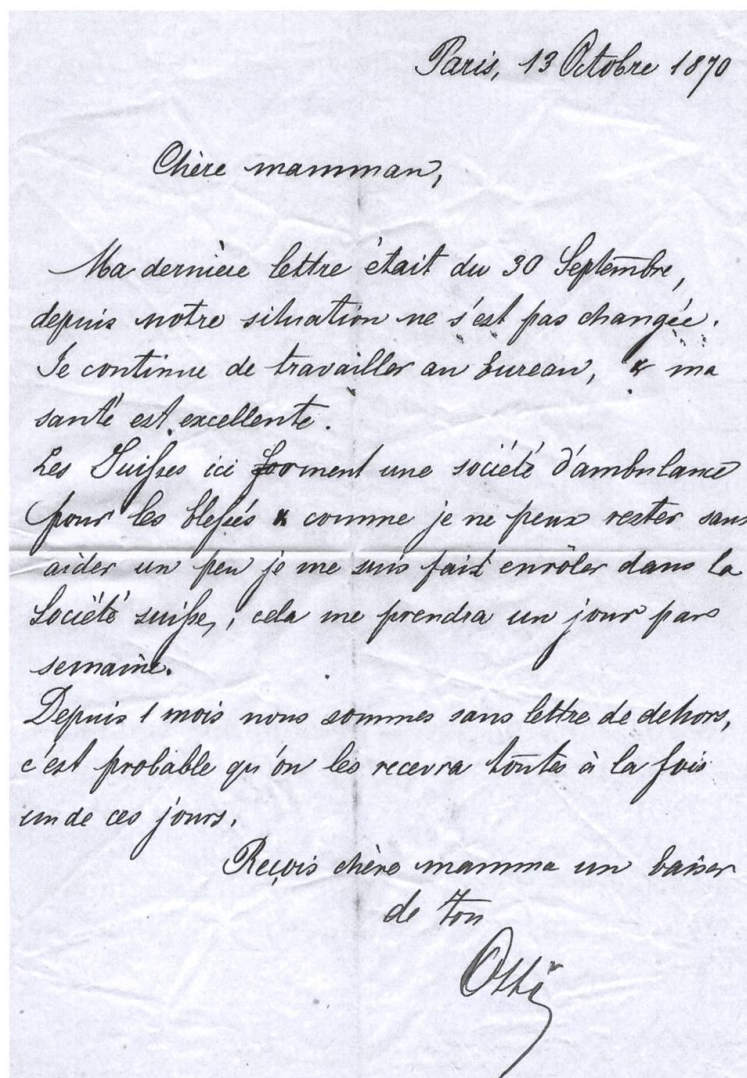 Paris, 13 Octobre 1870
Chère mamman,
Ma dernière lettre était du 30 Septembre,
depuis notre situation ne s'est pas changée.
Je continue de travailler au bureau, & ma
santé est excellente.
Les Suisses ici forment une société d'ambulance
pour les blessés & comme je ne peux rester sans
aider un peu je me suis fait enrôler dans la
Société suisse, cela me prendra un jour par
semaine.
Depuis 1 mois nous sommes sans lettre de dehors,
c'est probable qu'on les recevra toutes à la fois
un de ces jours.
Reçois chère mamma un baiser
de ton